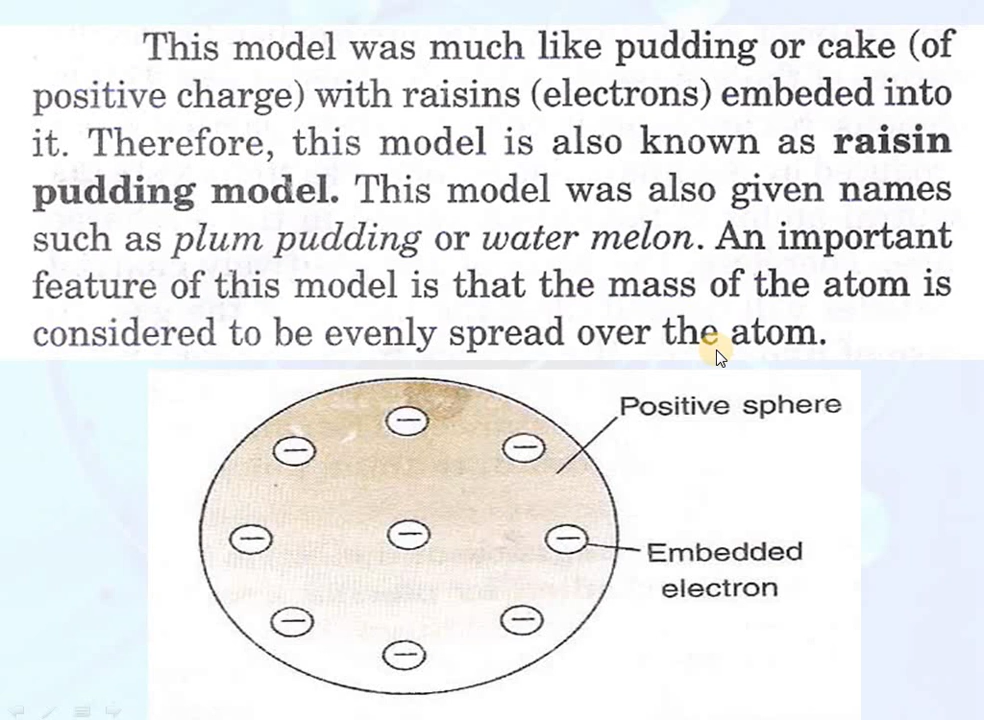 This model was much like pudding or cake (of
positive charge) with raisins (electrons) embeded into
it. Therefore, this model is also known as raisin
pudding model. This model was also given names
such as plum pudding or water melon. An important
feature of this model is that the mass of the atom is
considered to be evenly spread over the atom.
Positive sphere
Embedded
electron